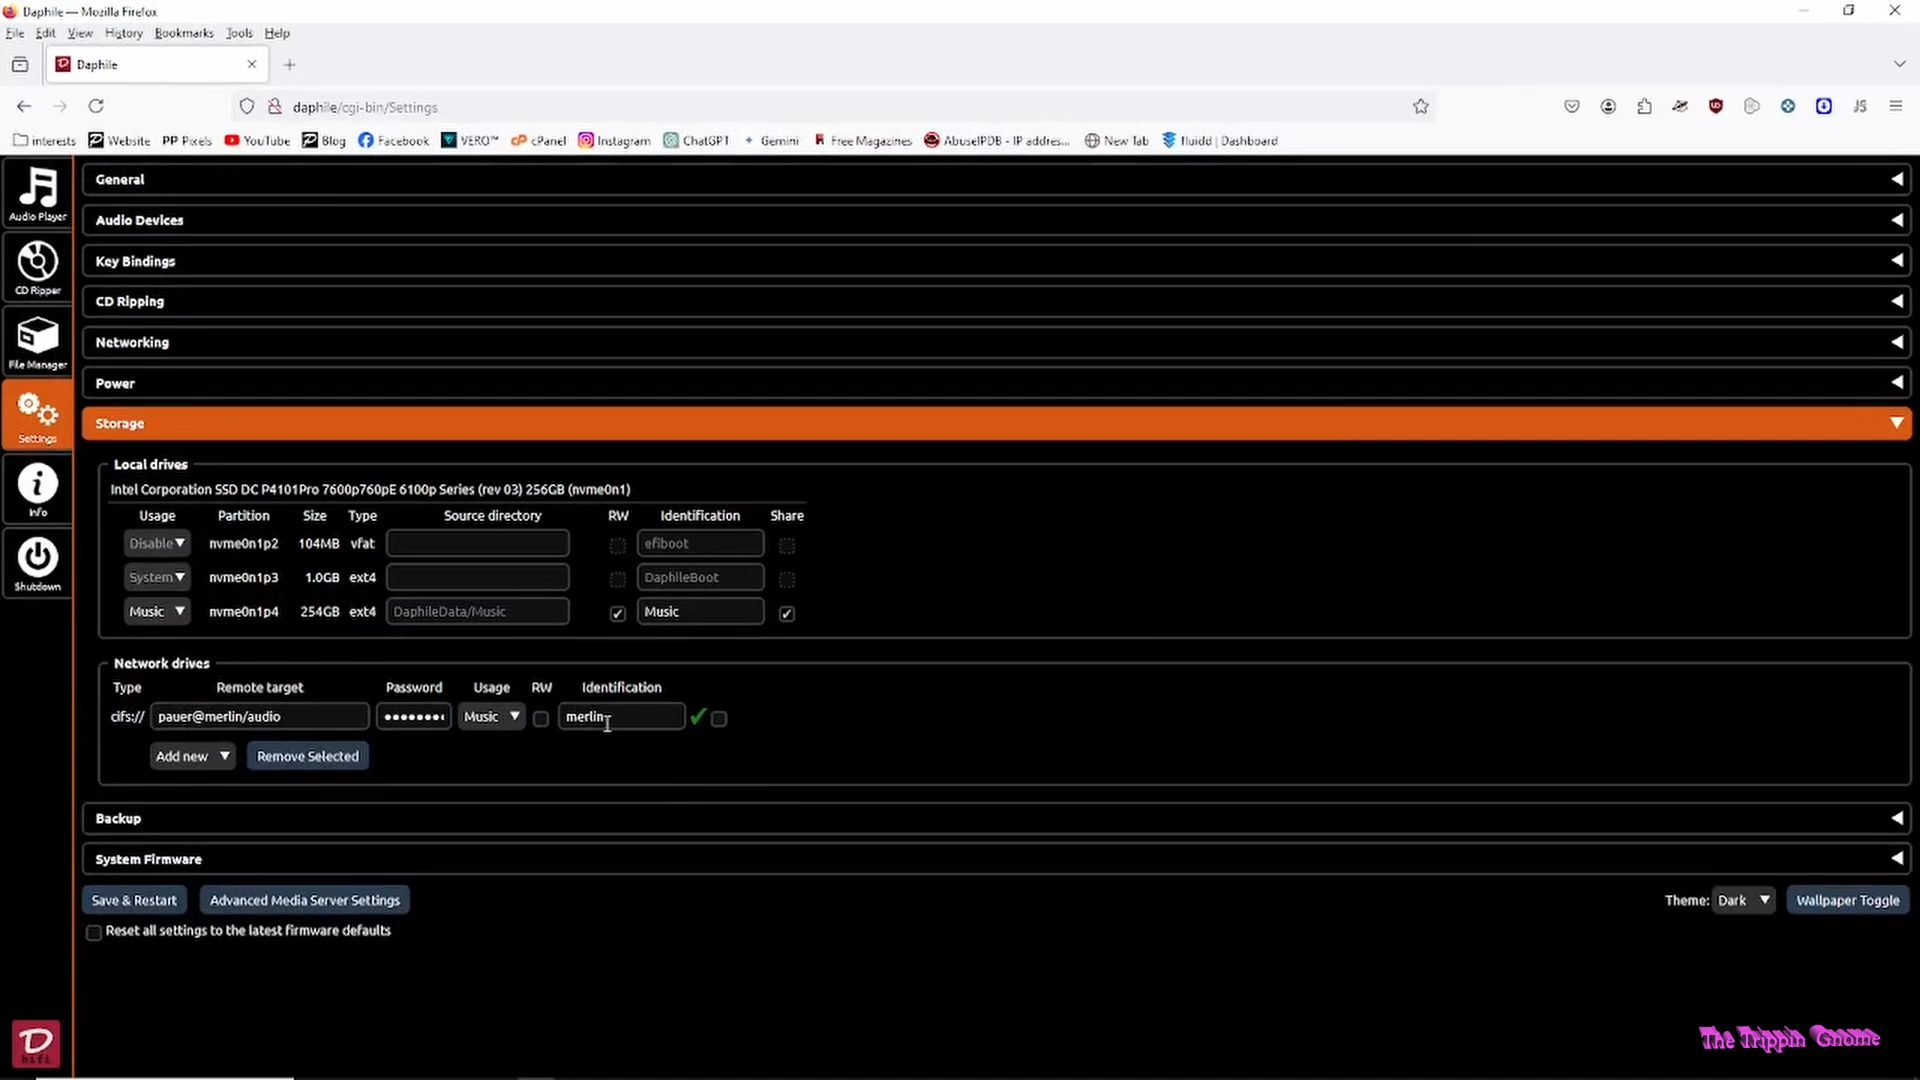 Daphile — Mozilla Firefox
File Edit View History Bookmarks Tools Help
Daphile
daphile/cgi-bin/Settings
interests Website PP Pixels YouTube Blog Facebook VERO™ cPanel Instagram ChatGPT Gemini Free Magazines AbuseIPDB - IP addres... New Tab fluidd | Dashboard
Audio Player
CD Ripper
File Manager
Settings
Info
Shutdown
General
Audio Devices
Key Bindings
CD Ripping
Networking
Power
Storage
Local drives
Intel Corporation SSD DC P4101Pro 7600p760pE 6100p Series (rev 03) 256GB (nvme0n1)
Usage Partition Size Type Source directory RW Identification Share
Disable nvme0n1p2 104MB vfat efiboot
System nvme0n1p3 1.0GB ext4 DaphileBoot
Music nvme0n1p4 254GB ext4 DaphileData/Music Music
Network drives
Type Remote target Password Usage RW Identification
cifs:// pauer@merlin/audio •••••••• Music merlin
Add new Remove Selected
Backup
System Firmware
Save & Restart Advanced Media Server Settings Theme: Dark Wallpaper Toggle
Reset all settings to the latest firmware defaults
D
hifi
The Trippin Gnome